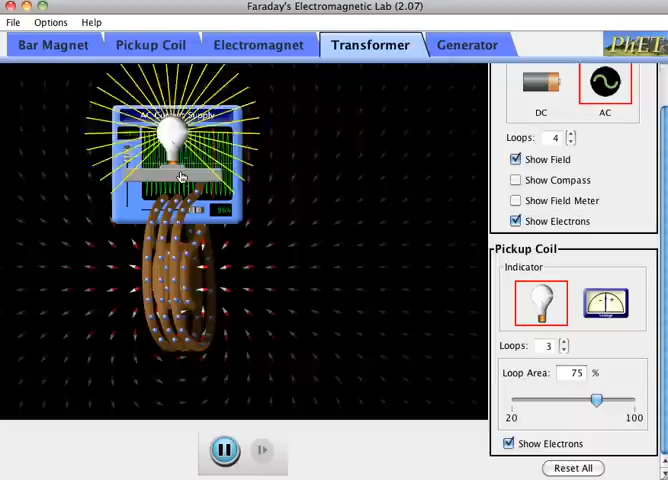 Faraday's Electromagnetic Lab (2.07)
File Options Help
Bar Magnet Pickup Coil Electromagnet Transformer Generator
PhET
DC AC
Loops: 4
Show Field
Show Compass
Show Field Meter
Show Electrons
Pickup Coil
Indicator
Loops: 3
Loop Area: 75 %
20 100
Show Electrons
Reset All
AC
Supply
96%